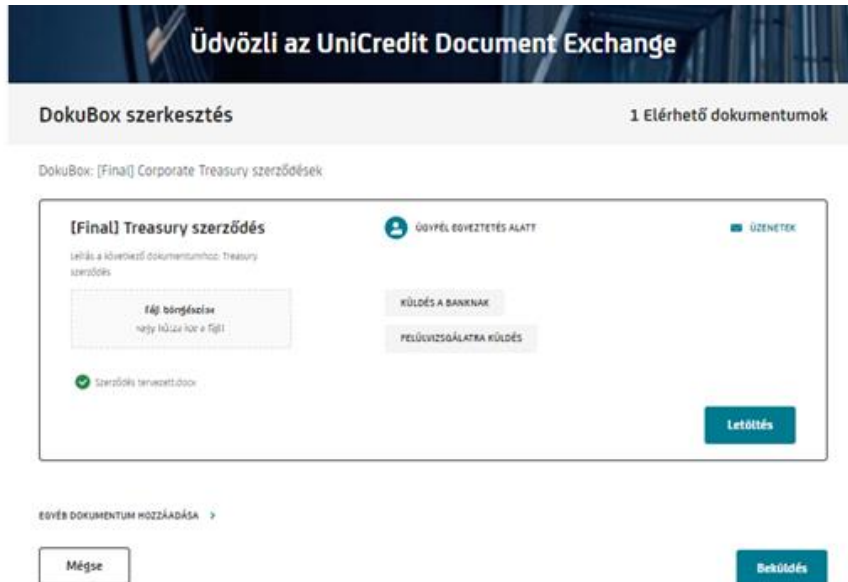 Üdvözli az UniCredit Document Exchange
DokuBox szerkesztés
1 Elérhető dokumentumok
DokuBox: [Final] Corporate Treasury szerződések
[Final] Treasury szerződés
ÜGYFÉL EGYEZTETÉS ALATT
ÜZENETEK
Leírás a következő dokumentumhoz: Treasury
szerződés
Fájl böngészése
vagy húzza ide a fájlt
KÜLDÉS A BANKNAK
FELÜLVIZSGÁLATRA KÜLDÉS
Szerződés tervezett.docx
Letöltés
EGYÉB DOKUMENTUM HOZZÁADÁSA
Mégse
Beküldés